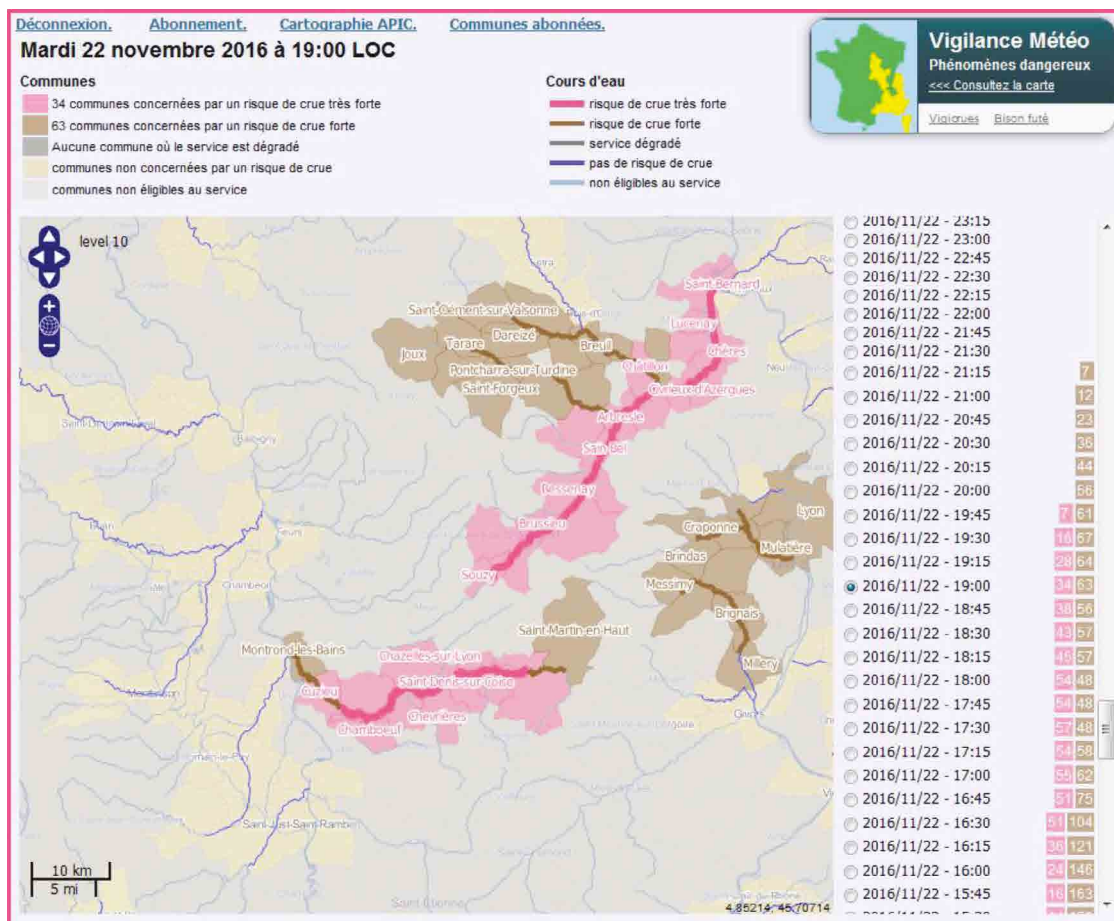 Déconnexion. Abonnement. Cartographie APIC. Communes abonnées.
Mardi 22 novembre 2016 à 19:00 LOC
Communes
34 communes concernées par un risque de crue très forte
63 communes concernées par un risque de crue forte
Aucune commune où le service est dégradé
communes non concernées par un risque de crue
communes non éligibles au service
Cours d'eau
risque de crue très forte
risque de crue forte
service dégradé
pas de risque de crue
non éligibles au service
Vigilance Météo
Phénomènes dangereux
<<< Consultez la carte
Vigicrues Bison futé
level 10
Saint-Bernard
Saint-Clément-sur-Valsonne
Lucenay
Dareizé
Joux
Tarare
Breuil
Chères
Châtillon
Pontcharra-sur-Turdine
Saint-Forgeux
Civrieux-d'Azergues
Arbresle
Sain-Bel
Bessenay
Brussieu
Souzy
Lyon
Craponne
Mulatière
Brindas
Messimy
Brignais
Millery
Givors
Feurs
Saint-Martin-en-Haut
Montrond-les-Bains
Chazelles-sur-Lyon
Saint-Denis-sur-Coise
Cuzieu
Chevrières
Chamboeuf
Saint-Just-Saint-Rambert
10 km
5 mi
4.85214, 45.70714
2016/11/22 - 23:15
2016/11/22 - 23:00
2016/11/22 - 22:45
2016/11/22 - 22:30
2016/11/22 - 22:15
2016/11/22 - 22:00
2016/11/22 - 21:45
2016/11/22 - 21:30
2016/11/22 - 21:15 7
2016/11/22 - 21:00 12
2016/11/22 - 20:45 23
2016/11/22 - 20:30 36
2016/11/22 - 20:15 44
2016/11/22 - 20:00 56
2016/11/22 - 19:45 7 61
2016/11/22 - 19:30 16 67
2016/11/22 - 19:15 28 64
2016/11/22 - 19:00 34 63
2016/11/22 - 18:45 38 56
2016/11/22 - 18:30 43 57
2016/11/22 - 18:15 45 57
2016/11/22 - 18:00 54 48
2016/11/22 - 17:45 54 48
2016/11/22 - 17:30 57 48
2016/11/22 - 17:15 54 58
2016/11/22 - 17:00 55 62
2016/11/22 - 16:45 51 75
2016/11/22 - 16:30 51 104
2016/11/22 - 16:15 36 121
2016/11/22 - 16:00 24 146
2016/11/22 - 15:45 16 163